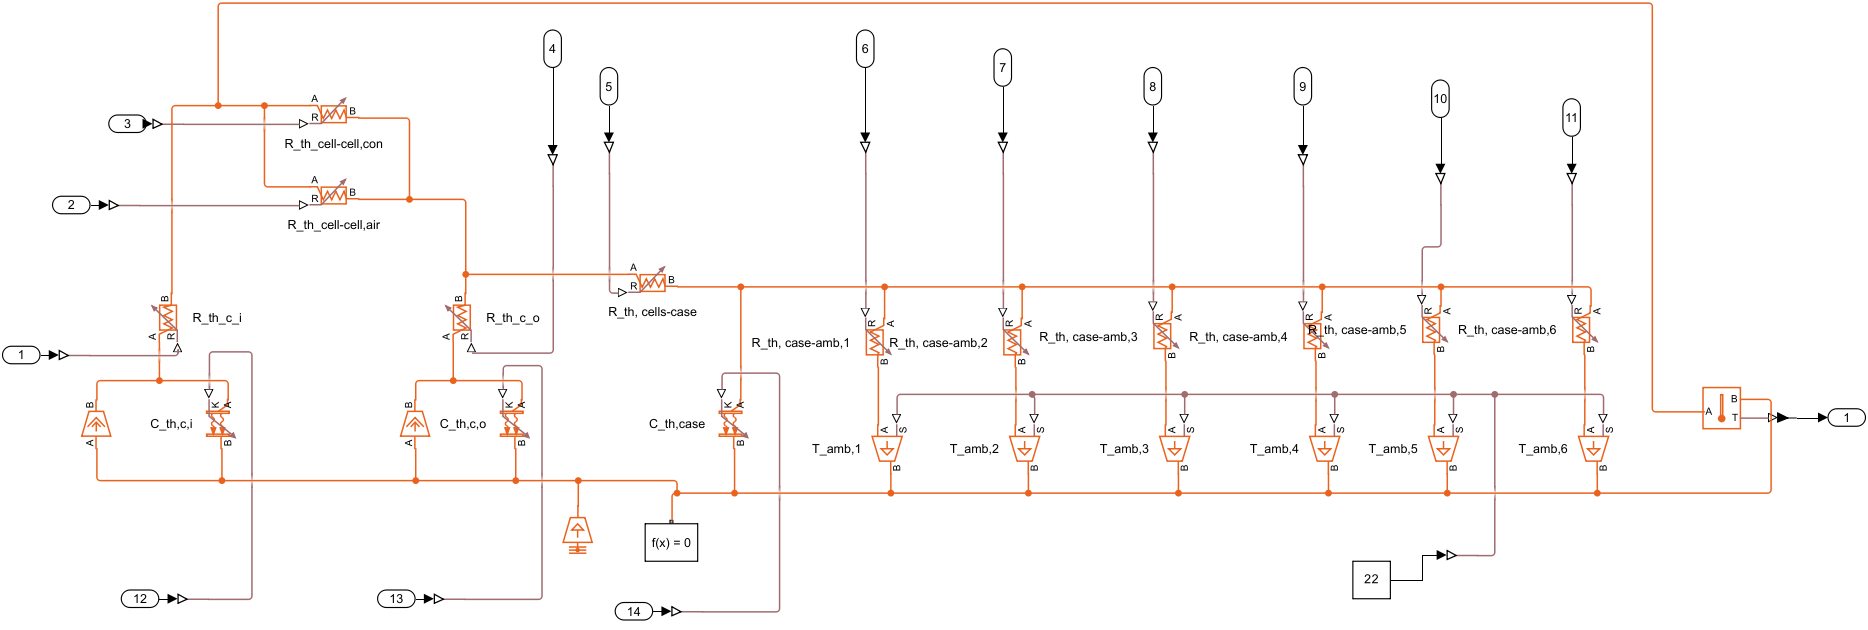 4
6
7
5
8
9
10
11
3
A
R
B
R_th_cell-cell,con
2
A
R
B
R_th_cell-cell,air
A
R
B
R_th, cells-case
B
A
R
R_th_c_i
B
A
R
R_th_c_o
1
R
A
B
R_th, case-amb,1
R
A
B
R_th, case-amb,2
R
A
B
R_th, case-amb,3
R
A
B
R_th, case-amb,4
R
A
B
R_th, case-amb,5
R
A
B
R_th, case-amb,6
B
A
K
A
B
C_th,c,i
B
A
K
A
B
C_th,c,o
K
A
B
C_th,case
A
S
B
T_amb,1
A
S
B
T_amb,2
A
S
B
T_amb,3
A
S
B
T_amb,4
A
S
B
T_amb,5
A
S
B
T_amb,6
A
B
T
1
f(x) = 0
22
12
13
14